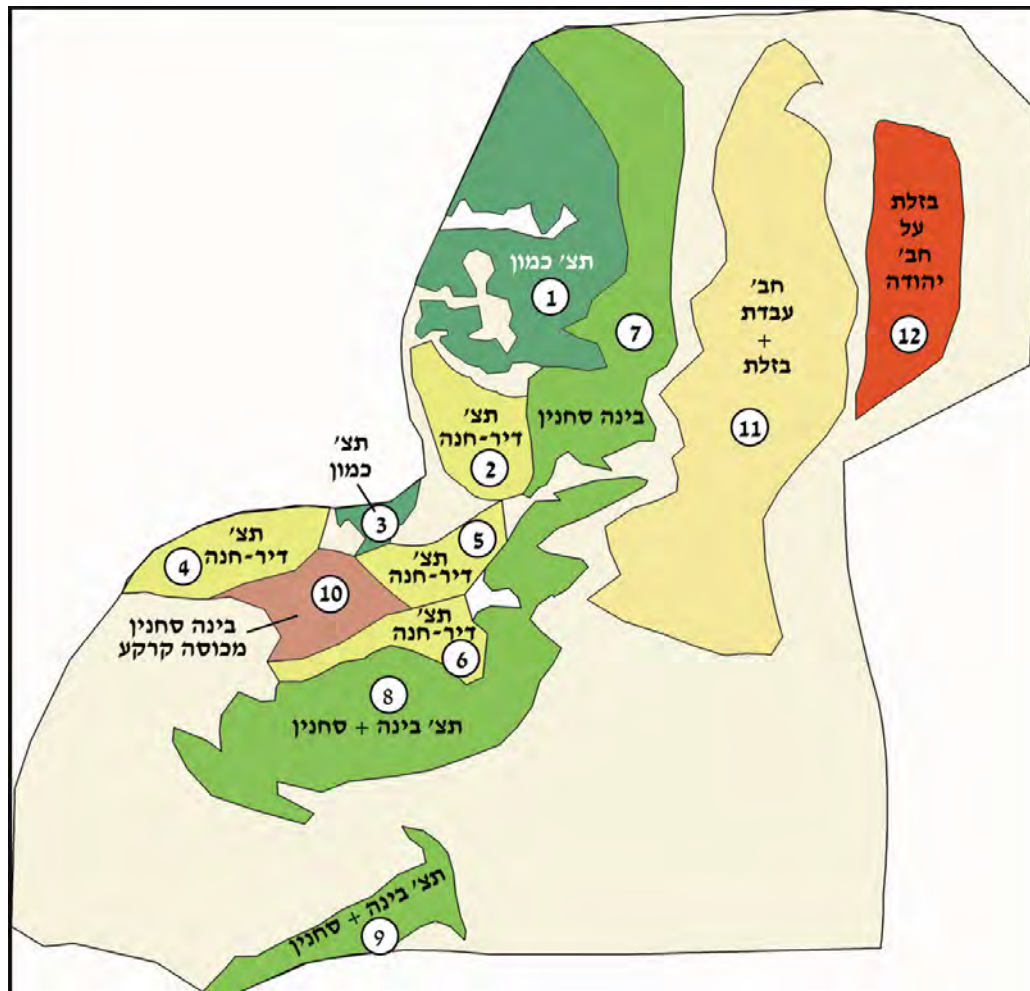 תצ' כמון
1
7
בינה סחנין
תצ'
דיר-חנה
2
תצ'
כמון
3
תצ'
דיר-חנה
4
תצ'
דיר-חנה
5
10
בינה סחנין
מכוסה קרקע
תצ'
דיר-חנה
6
8
תצ' בינה + סחנין
תצ' בינה + סחנין
9
חב'
עבדת
+
בזלת
11
בזלת
על
חב'
יהודה
12